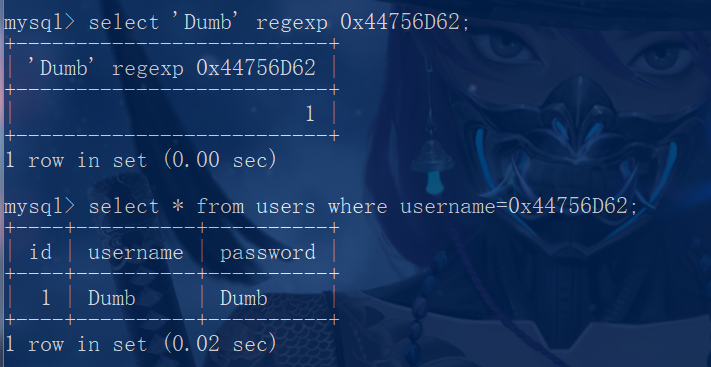 mysql> select 'Dumb' regexp 0x44756D62;
+---------------------------+
| 'Dumb' regexp 0x44756D62 |
+---------------------------+
| 1 |
+---------------------------+
1 row in set (0.00 sec)
mysql> select * from users where username=0x44756D62;
+----+----------+----------+
| id | username | password |
+----+----------+----------+
| 1 | Dumb | Dumb |
+----+----------+----------+
1 row in set (0.02 sec)